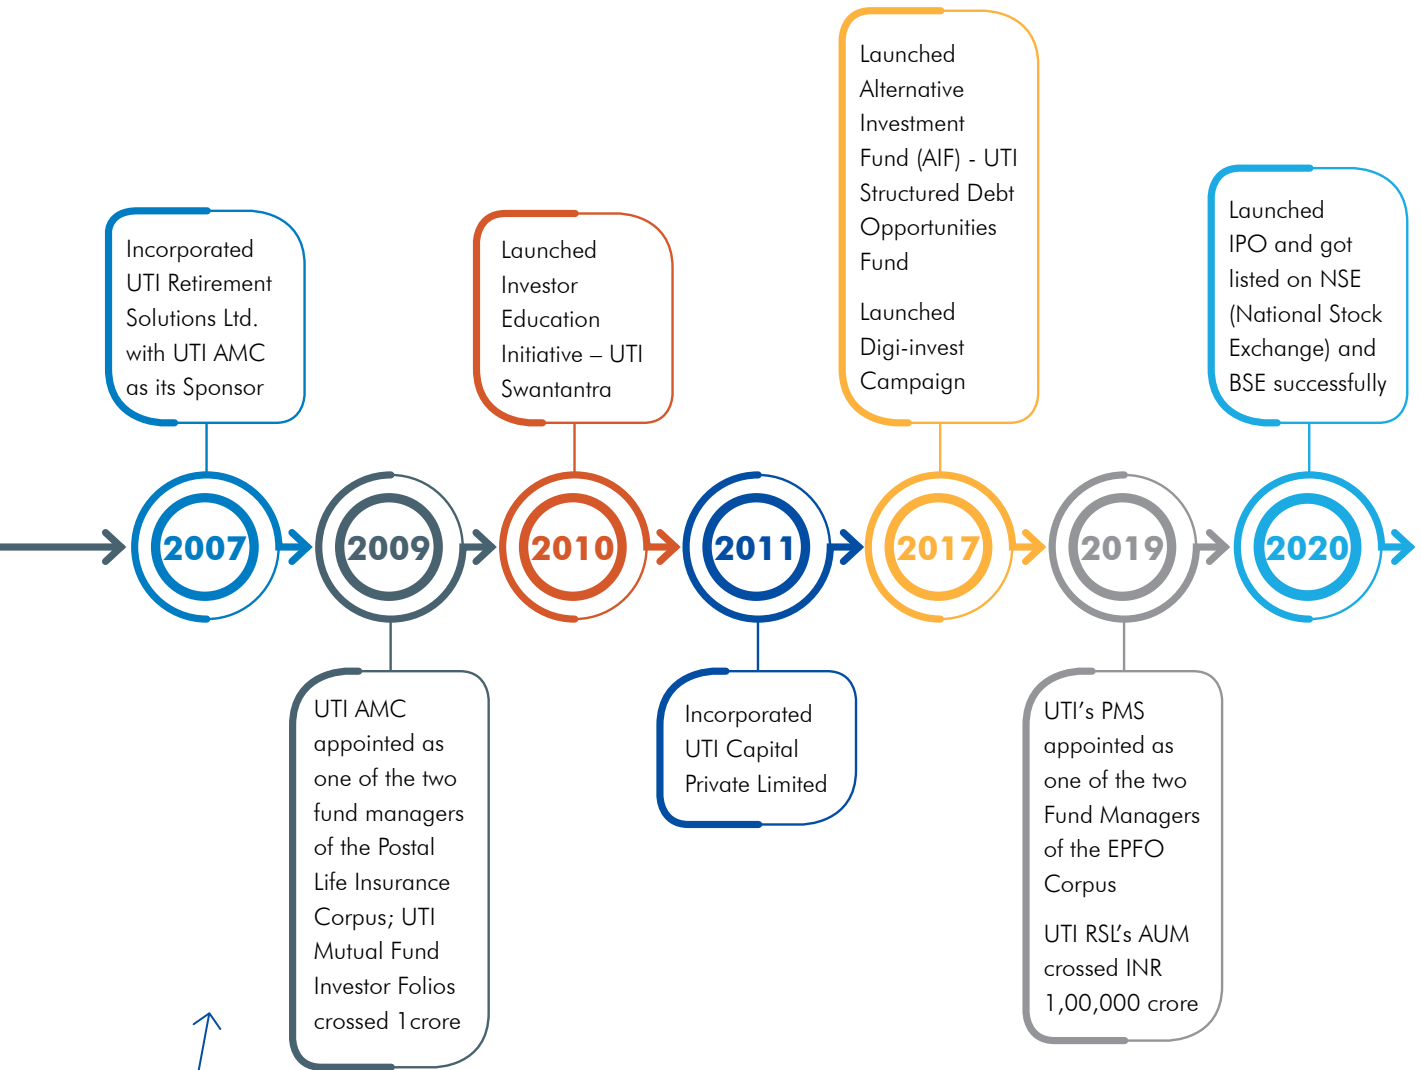 Incorporated
UTI Retirement
Solutions Ltd.
with UTI AMC
as its Sponsor
2007
2009
UTI AMC
appointed as
one of the two
fund managers
of the Postal
Life Insurance
Corpus; UTI
Mutual Fund
Investor Folios
crossed 1crore
Launched
Investor
Education
Initiative – UTI
Swantantra
2010
2011
Incorporated
UTI Capital
Private Limited
Launched
Alternative
Investment
Fund (AIF) - UTI
Structured Debt
Opportunities
Fund
Launched
Digi-invest
Campaign
2017
2019
UTI’s PMS
appointed as
one of the two
Fund Managers
of the EPFO
Corpus
UTI RSL’s AUM
crossed INR
1,00,000 crore
Launched
IPO and got
listed on NSE
(National Stock
Exchange) and
BSE successfully
2020